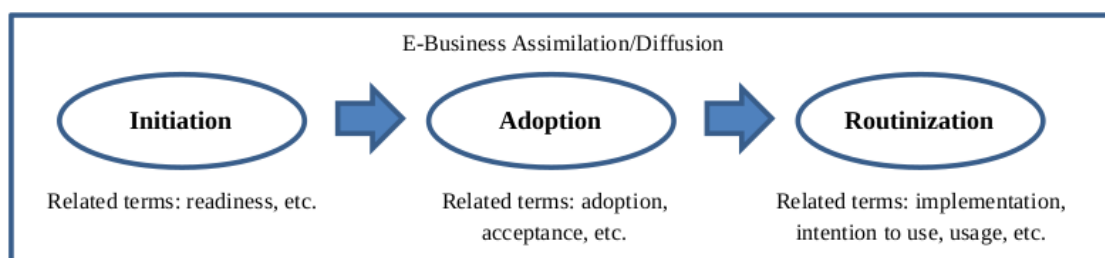 E-Business Assimilation/Diffusion
Initiation
Adoption
Routinization
Related terms: readiness, etc.
Related terms: adoption,
acceptance, etc.
Related terms: implementation,
intention to use, usage, etc.